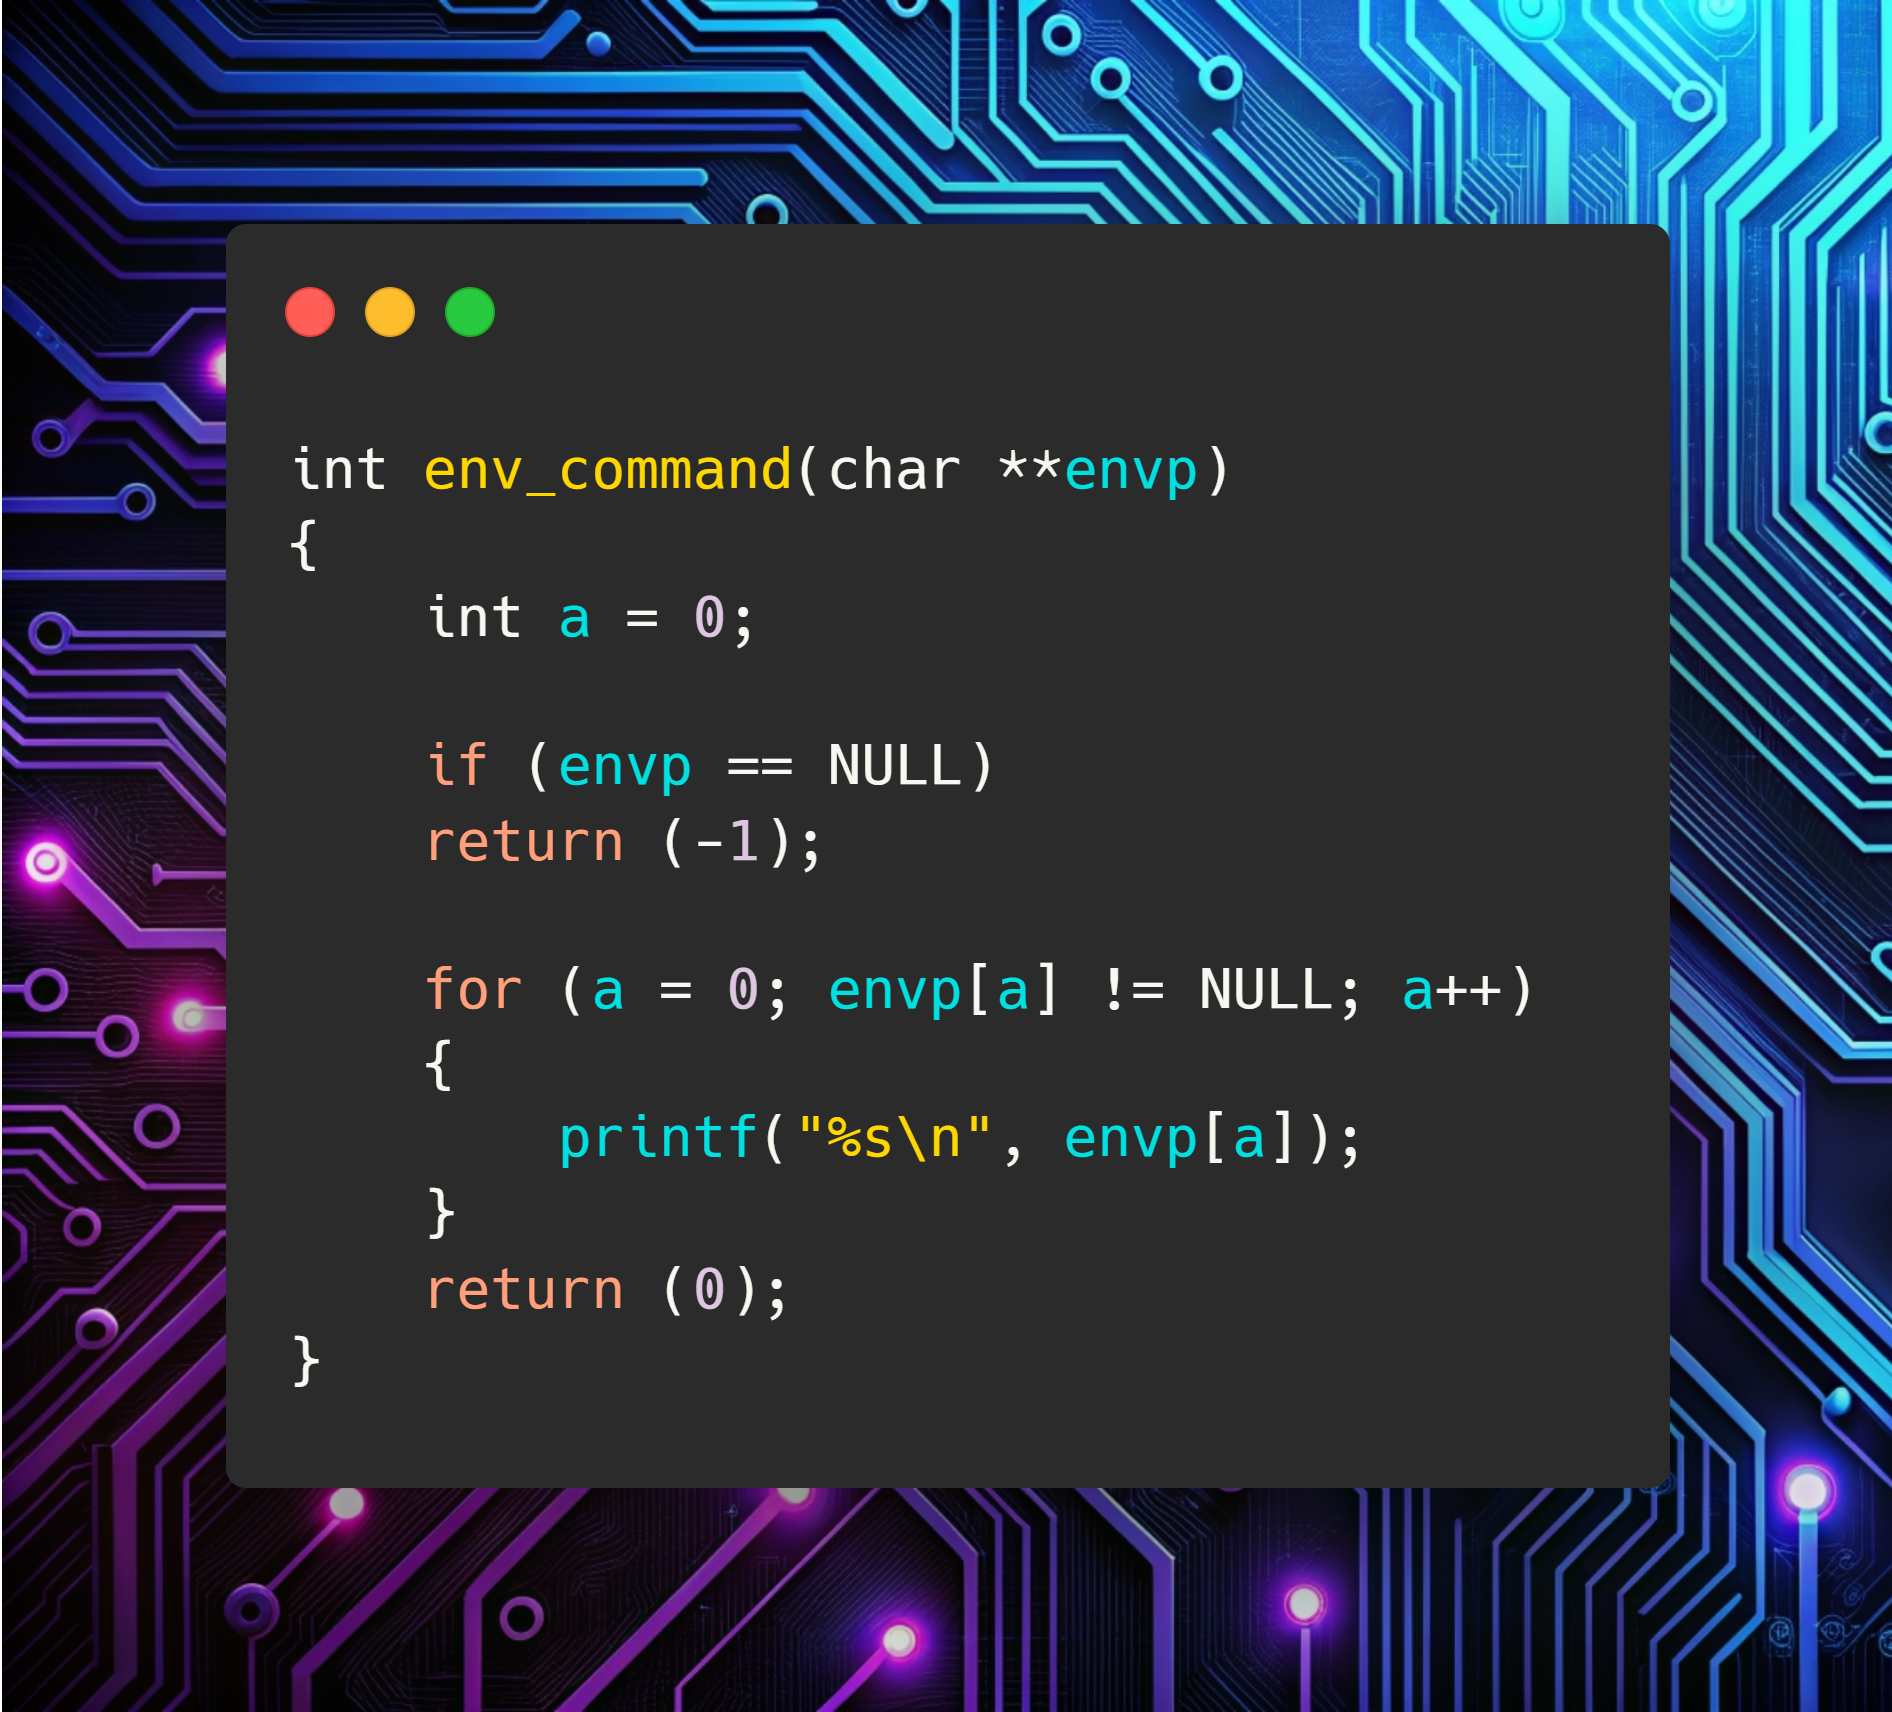 int env_command(char **envp)
{
    int a = 0;

    if (envp == NULL)
    return (-1);

    for (a = 0; envp[a] != NULL; a++)
    {
        printf("%s\n", envp[a]);
    }
    return (0);
}